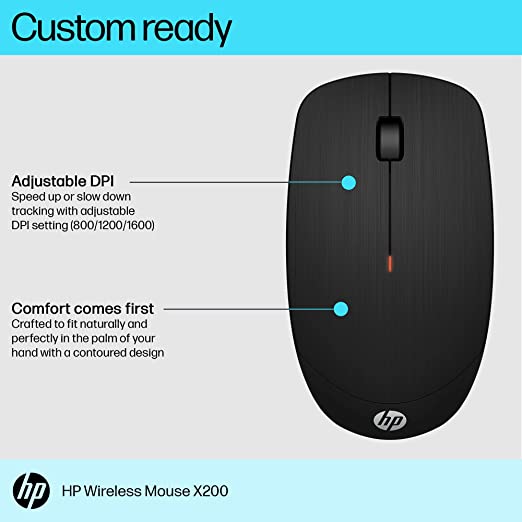 Custom ready
Adjustable DPI
Speed up or slow down
tracking with adjustable
DPI setting (800/1200/1600)
Comfort comes first
Crafted to fit naturally and
perfectly in the palm of your
hand with a contoured design
hp
hp
HP Wireless Mouse X200